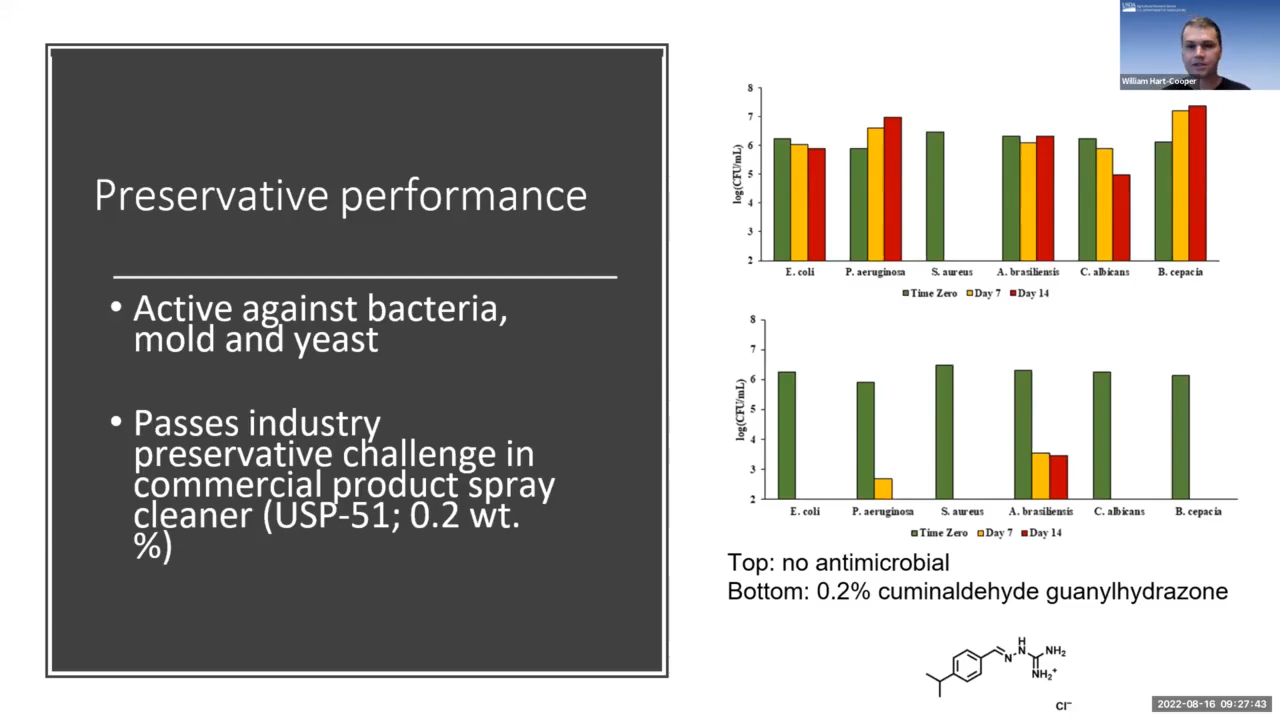 USDA
William Hart-Cooper
Preservative performance
• Active against bacteria,
mold and yeast
• Passes industry
preservative challenge in
commercial product spray
cleaner (USP-51; 0.2 wt.
%)
log(CFU/mL)
8
7
6
5
4
3
2
E. coli P. aeruginosa S. aureus A. brasiliensis C. albicans B. cepacia
Time Zero Day 7 Day 14
log(CFU/mL)
8
7
6
5
4
3
2
E. coli P. aeruginosa S. aureus A. brasiliensis C. albicans B. cepacia
Time Zero Day 7 Day 14
Top: no antimicrobial
Bottom: 0.2% cuminaldehyde guanylhydrazone
H
N
N
NH₂
NH₂⁺
Cl⁻
2022-08-16 09:27:43